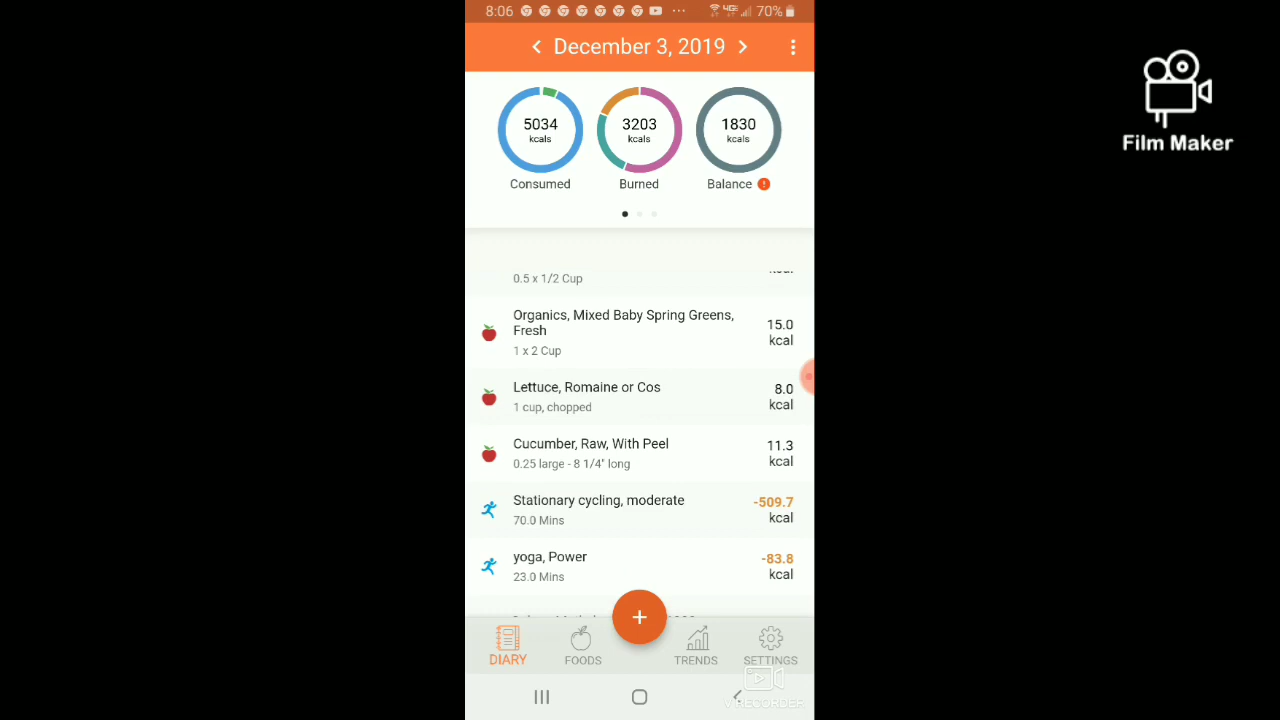 8:06 70%
December 3, 2019
5034
kcals
3203
kcals
1830
kcals
Consumed
Burned
Balance
Film Maker
0.5 x 1/2 Cup
Organics, Mixed Baby Spring Greens,
Fresh
1 x 2 Cup
15.0
kcal
Lettuce, Romaine or Cos
1 cup, chopped
8.0
kcal
Cucumber, Raw, With Peel
0.25 large - 8 1/4" long
11.3
kcal
Stationary cycling, moderate
70.0 Mins
-509.7
kcal
yoga, Power
23.0 Mins
-83.8
kcal
DIARY
FOODS
TRENDS
SETTINGS
V RECORDER